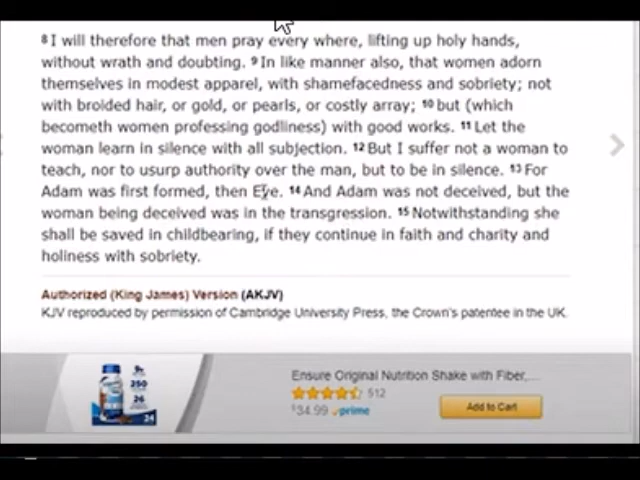 8 I will therefore that men pray every where, lifting up holy hands,
without wrath and doubting. 9 In like manner also, that women adorn
themselves in modest apparel, with shamefacedness and sobriety; not
with broided hair, or gold, or pearls, or costly array; 10 but (which
becometh women professing godliness) with good works. 11 Let the
woman learn in silence with all subjection. 12 But I suffer not a woman to
teach, nor to usurp authority over the man, but to be in silence. 13 For
Adam was first formed, then Eve. 14 And Adam was not deceived, but the
woman being deceived was in the transgression. 15 Notwithstanding she
shall be saved in childbearing, if they continue in faith and charity and
holiness with sobriety.
Authorized (King James) Version (AKJV)
KJV reproduced by permission of Cambridge University Press, the Crown's patentee in the UK.
Ensure Original Nutrition Shake with Fiber,...
512
$34.99 prime
Add to Cart
250
26
24